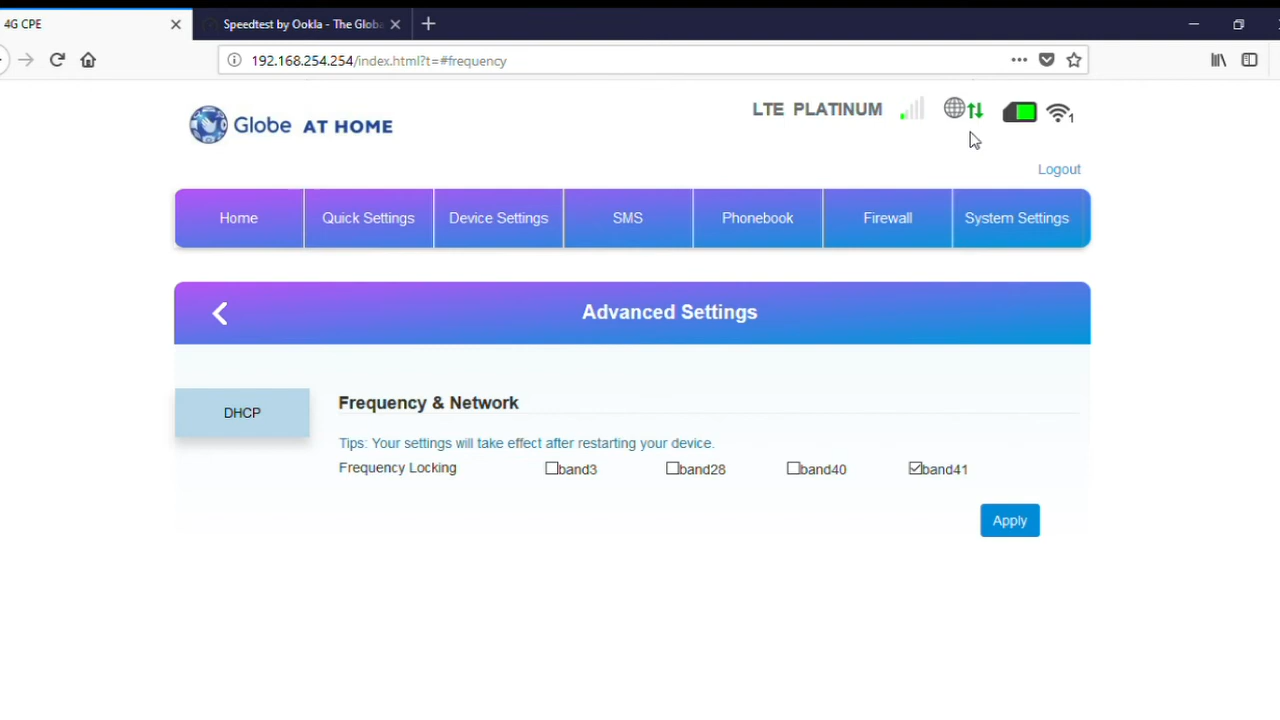 4G CPE
Speedtest by Ookla - The Globa
192.168.254.254/index.html?t=#frequency
Globe AT HOME
LTE PLATINUM
1
Logout
Home Quick Settings Device Settings SMS Phonebook Firewall System Settings
Advanced Settings
DHCP
Frequency & Network
Tips: Your settings will take effect after restarting your device.
Frequency Locking band3 band28 band40 band41
Apply